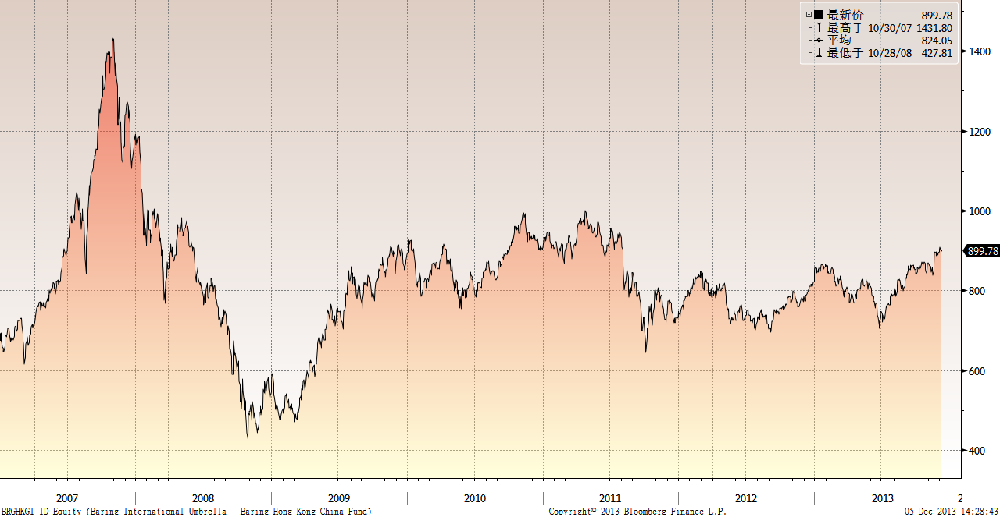 最新价 899.78
最高于 10/30/07 1431.80
平均 824.05
最低于 10/28/08 427.81
1400
1200
1000
899.78
800
600
400
2007 2008 2009 2010 2011 2012 2013 2
BRGHKGI ID Equity (Baring International Umbrella - Baring Hong Kong China Fund) Copyright© 2013 Bloomberg Finance L.P. 05-Dec-2013 14:28:43